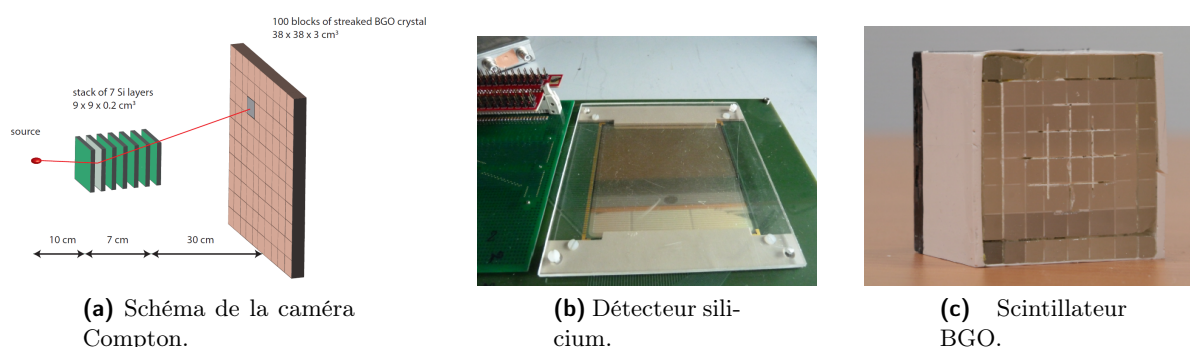 100 blocks of streaked BGO crystal
38 x 38 x 3 cm³
stack of 7 Si layers
9 x 9 x 0.2 cm³
source
10 cm
7 cm
30 cm
(a) Schéma de la caméra
Compton.
(b) Détecteur sili-
cium.
(c) Scintillateur
BGO.